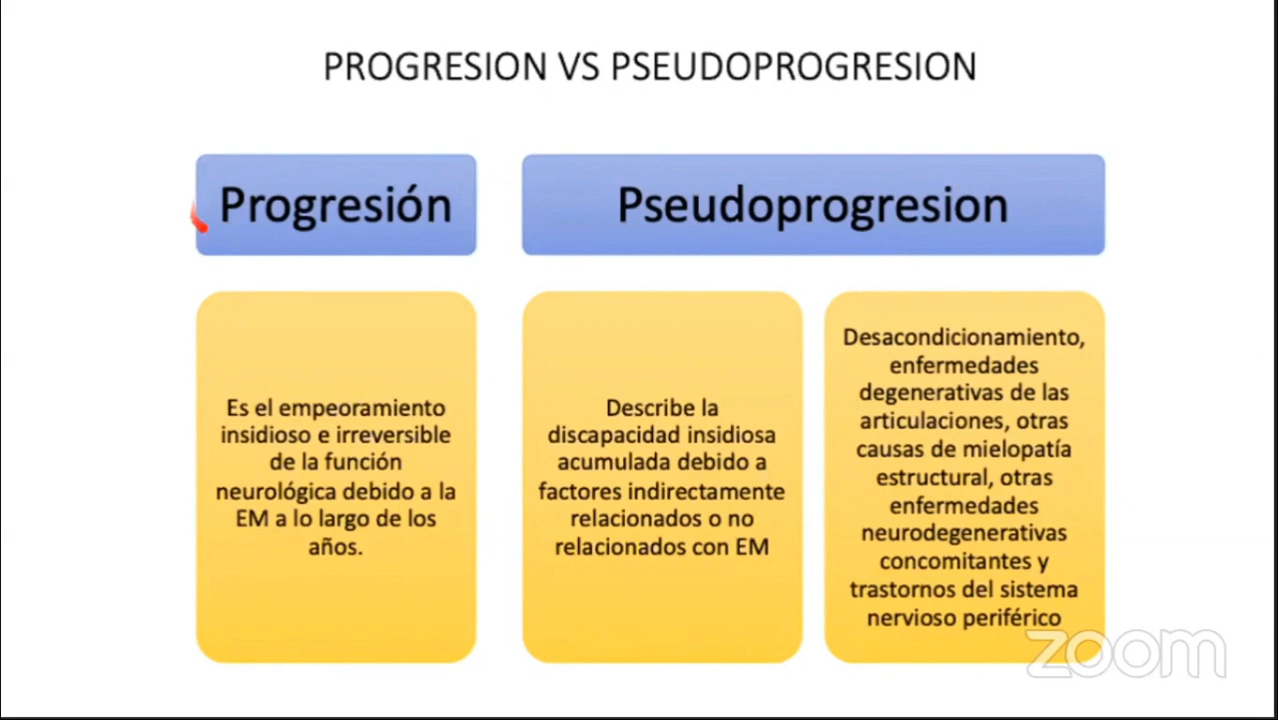 PROGRESION VS PSEUDOPROGRESION
Progresión
Es el empeoramiento
insidioso e irreversible
de la función
neurológica debido a la
EM a lo largo de los
años.
Pseudoprogresion
Describe la
discapacidad insidiosa
acumulada debido a
factores indirectamente
relacionados o no
relacionados con EM
Desacondicionamiento,
enfermedades
degenerativas de las
articulaciones, otras
causas de mielopatía
estructural, otras
enfermedades
neurodegenerativas
concomitantes y
trastornos del sistema
nervioso periférico
zoom